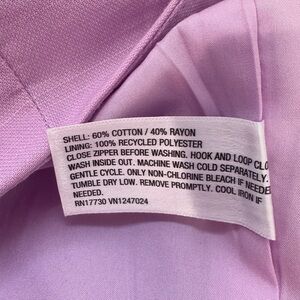 SHELL: 60% COTTON / 40% RAYON
LINING: 100% RECYCLED POLYESTER
CLOSE ZIPPER BEFORE WASHING. HOOK AND LOOP CLO
WASH INSIDE OUT. MACHINE WASH COLD SEPARATELY.
GENTLE CYCLE. ONLY NON-CHLORINE BLEACH IF NEEDE
TUMBLE DRY LOW. REMOVE PROMPTLY. COOL IRON IF
NEEDED.
RN17730 VN1247024